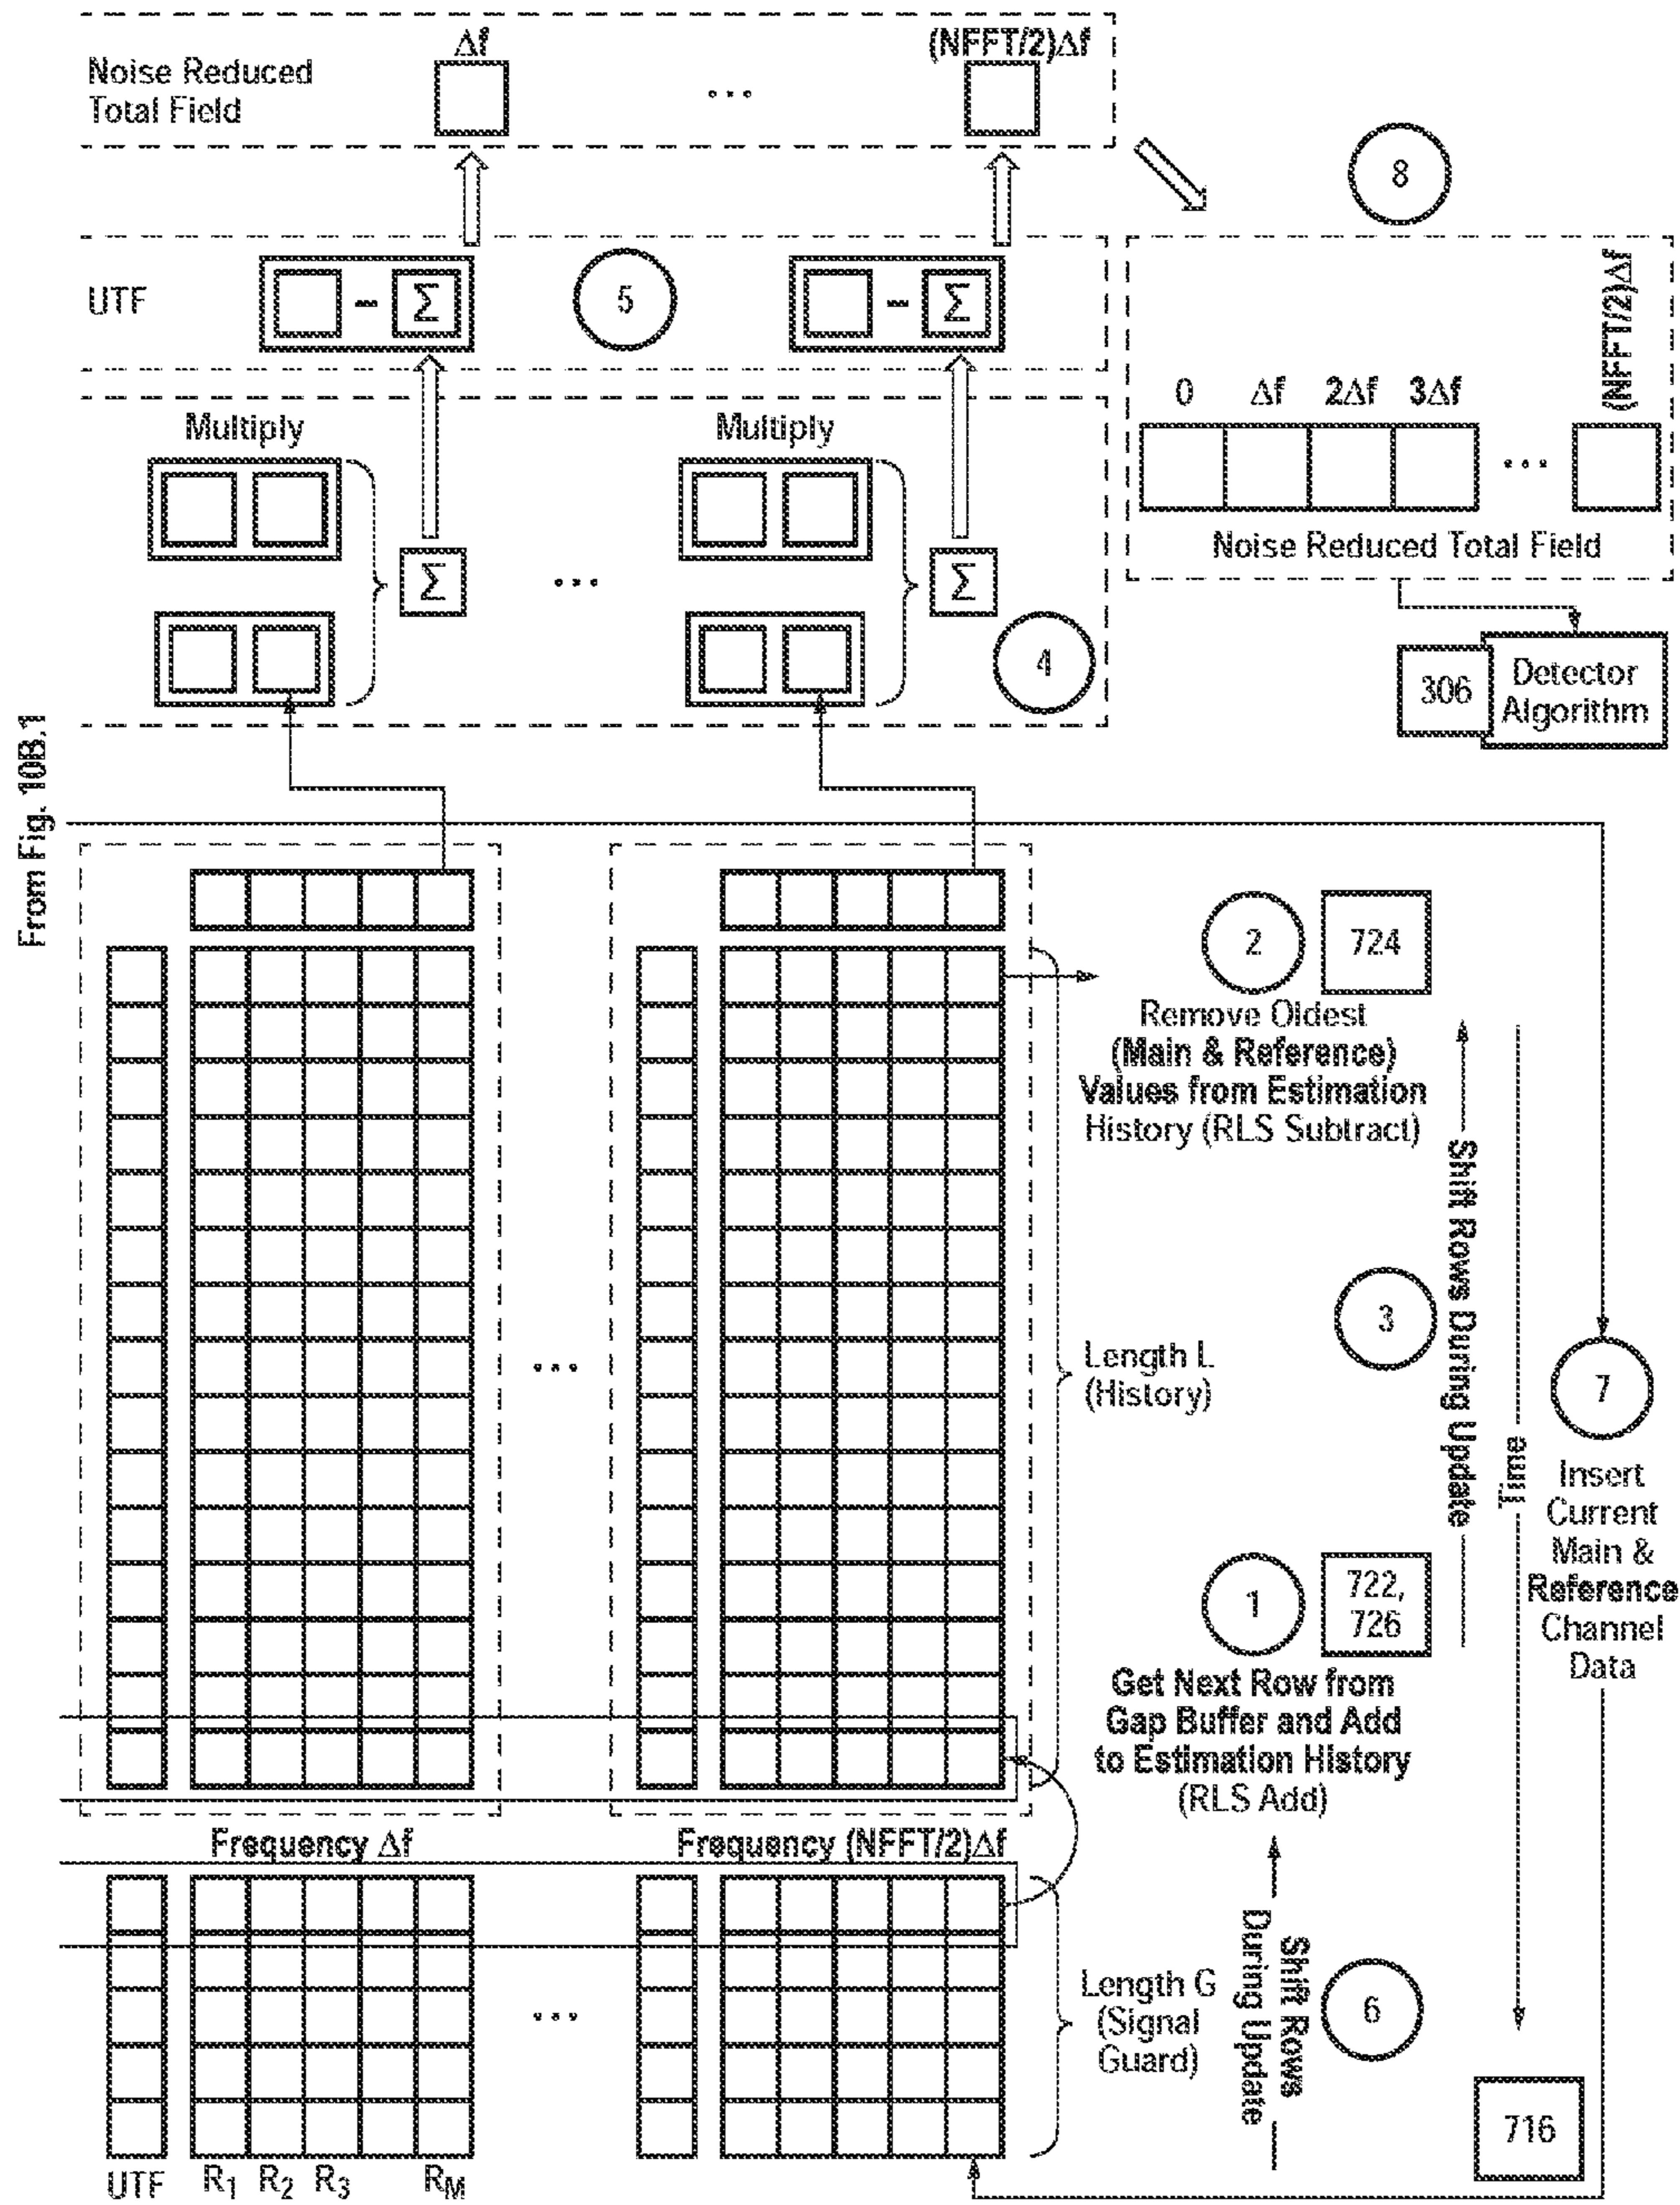 Δf
(NFFT/2)Δf
Noise Reduced
Total Field
...
8
UTF
- Σ
5
- Σ
(NFFT/2)Δf
0 Δf 2Δf 3Δf
...
Noise Reduced Total Field
Multiply
Multiply
Σ
...
Σ
4
306
Detector
Algorithm
From Fig. 10B.1
2
724
Remove Oldest
(Main & Reference)
Values from Estimation
History (RLS Subtract)
Shift Rows During Update
Time
3
...
Length L
(History)
7
Insert
Current
Main &
Reference
Channel
Data
1
722,
726
Get Next Row from
Gap Buffer and Add
to Estimation History
(RLS Add)
Frequency Δf
Frequency (NFFT/2)Δf
...
Length G
(Signal
Guard)
Shift Rows
During Update
6
716
UTF R1 R2 R3 RM